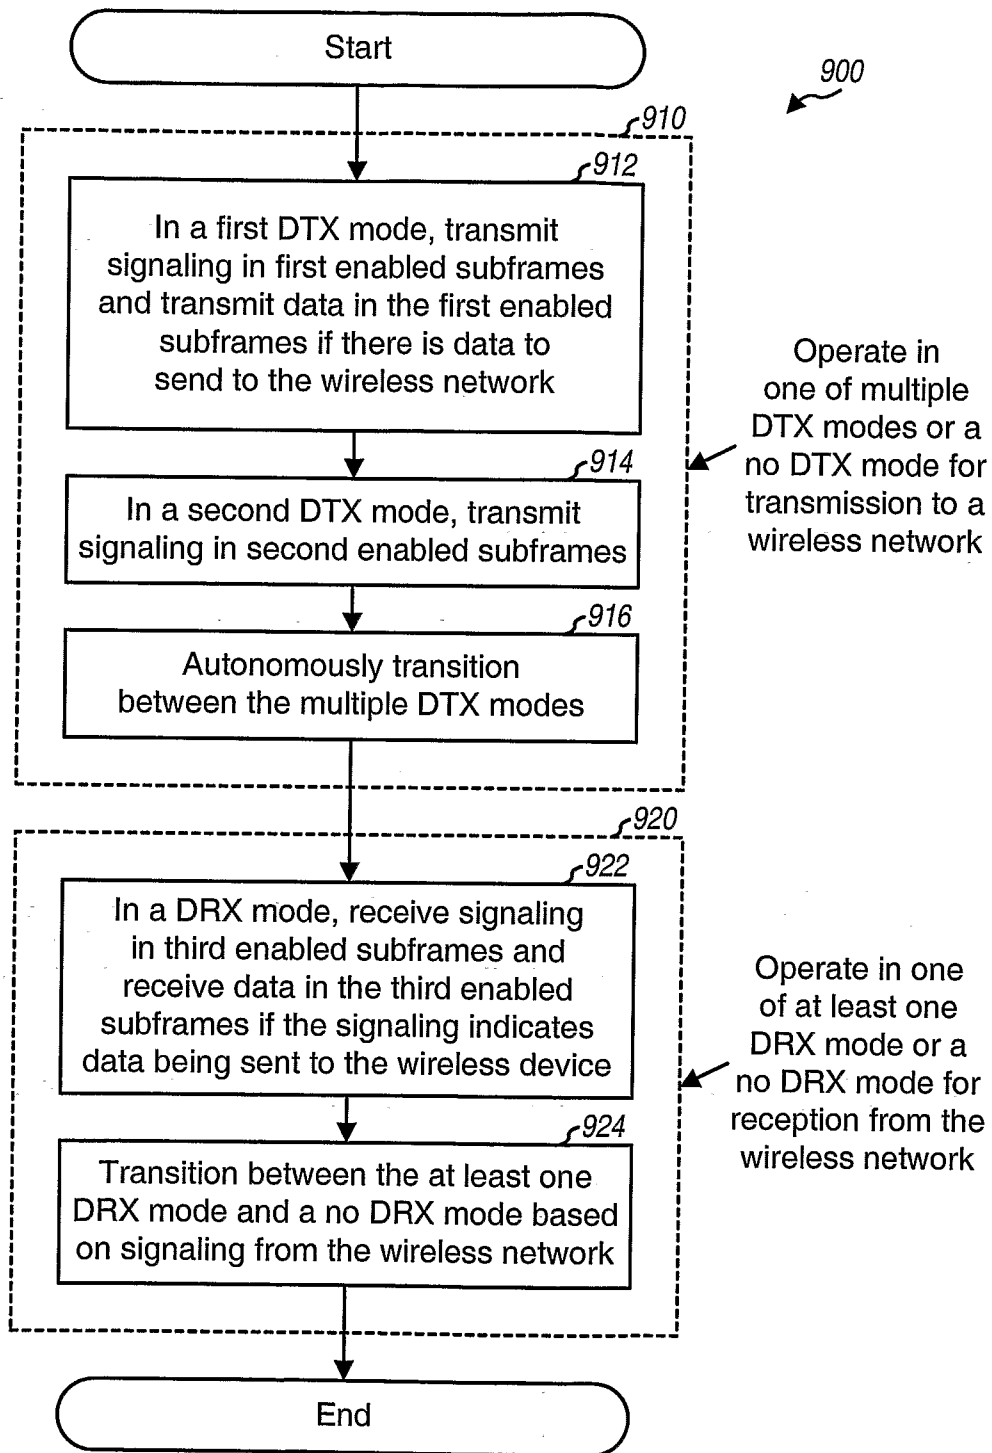 Start
900
910
912
In a first DTX mode, transmit
signaling in first enabled subframes
and transmit data in the first enabled
subframes if there is data to
send to the wireless network
Operate in
one of multiple
DTX modes or a
no DTX mode for
transmission to a
wireless network
914
In a second DTX mode, transmit
signaling in second enabled subframes
916
Autonomously transition
between the multiple DTX modes
920
922
In a DRX mode, receive signaling
in third enabled subframes and
receive data in the third enabled
subframes if the signaling indicates
data being sent to the wireless device
Operate in one
of at least one
DRX mode or a
no DRX mode for
reception from the
wireless network
924
Transition between the at least one
DRX mode and a no DRX mode based
on signaling from the wireless network
End